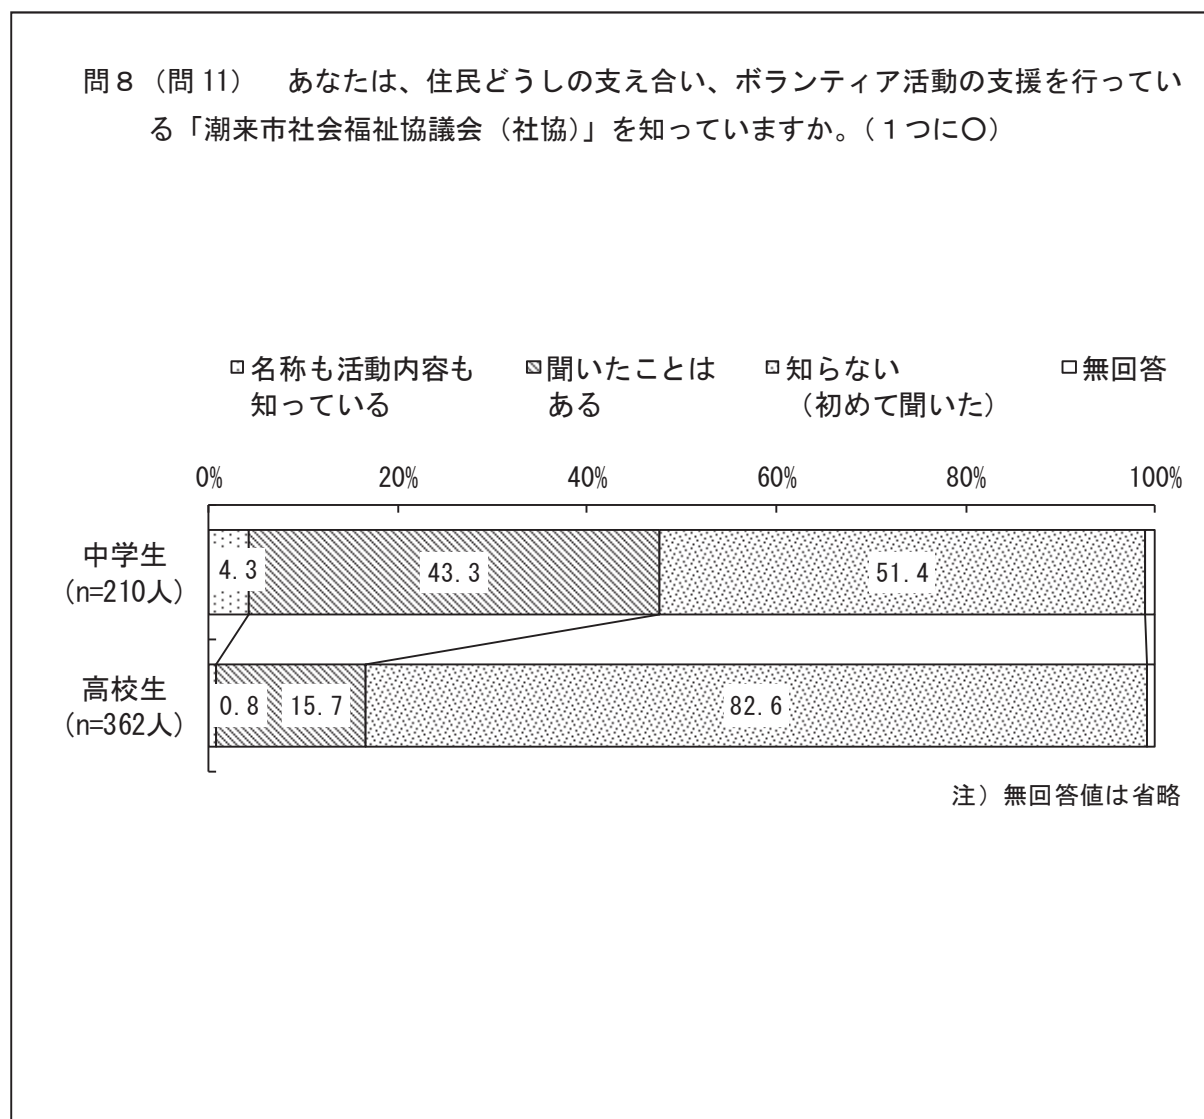 問８（問 11）　あなたは、住民どうしの支え合い、ボランティア活動の支援を行ってい
る「潮来市社会福祉協議会（社協）」を知っていますか。（１つに〇）
名称も活動内容も
知っている
聞いたことは
ある
知らない
（初めて聞いた）
無回答
0% 20% 40% 60% 80% 100%
中学生
(n=210人)
4.3 43.3 51.4
高校生
(n=362人)
0.8 15.7 82.6
注）無回答値は省略